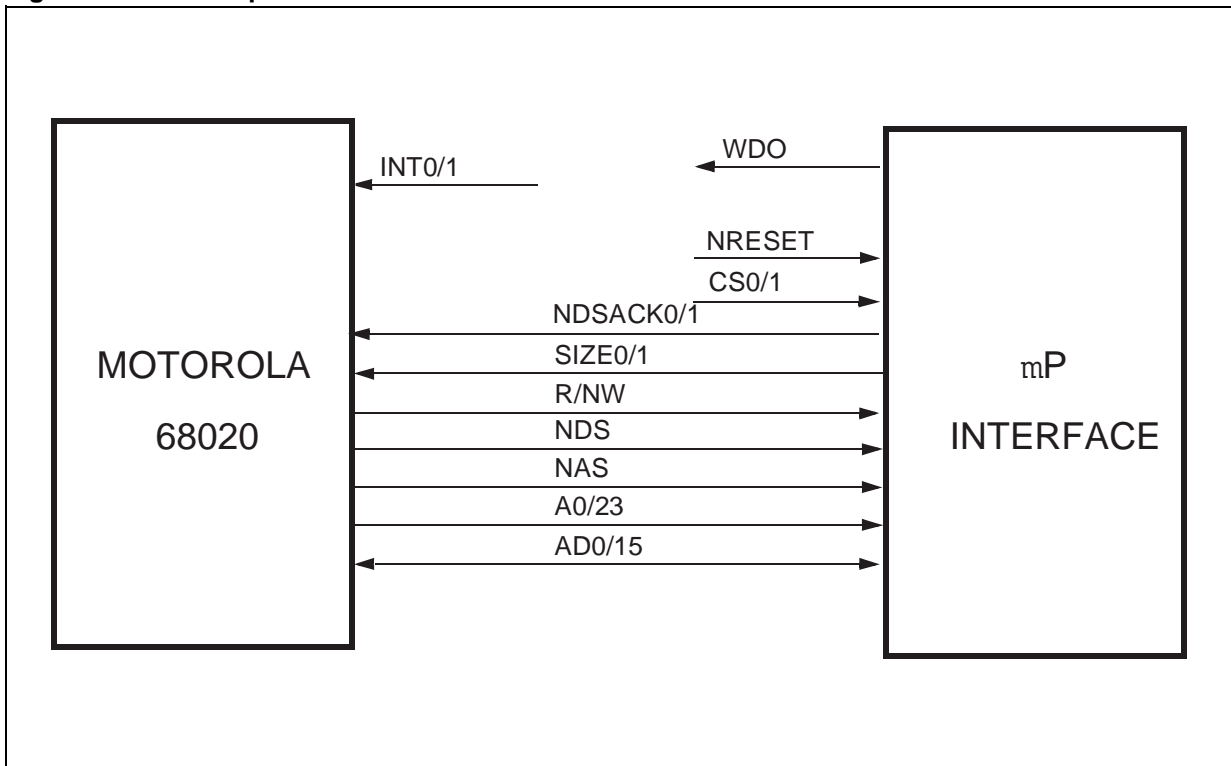 INT0/1
WDO
NRESET
CS0/1
NDSACK0/1
SIZE0/1
R/NW
NDS
NAS
A0/23
AD0/15
MOTOROLA
68020
mP
INTERFACE